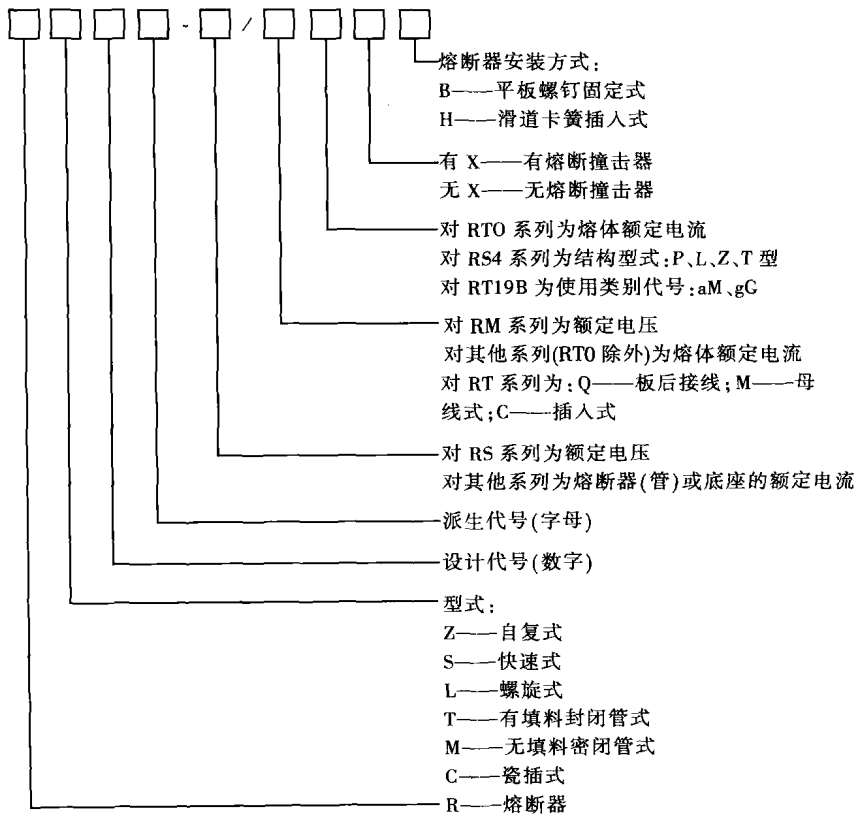 - /
熔断器安装方式:
B——平板螺钉固定式
H——滑道卡簧插入式
有 X——有熔断撞击器
无 X——无熔断撞击器
对 RTO 系列为熔体额定电流
对 RS4 系列为结构型式:P、L、Z、T 型
对 RT19B 为使用类别代号:aM、gG
对 RM 系列为额定电压
对其他系列(RT0 除外)为熔体额定电流
对 RT 系列为:Q——板后接线;M——母
线式;C——插入式
对 RS 系列为额定电压
对其他系列为熔断器(管)或底座的额定电流
派生代号(字母)
设计代号(数字)
型式:
Z——自复式
S——快速式
L——螺旋式
T——有填料封闭管式
M——无填料密闭管式
C——瓷插式
R——熔断器